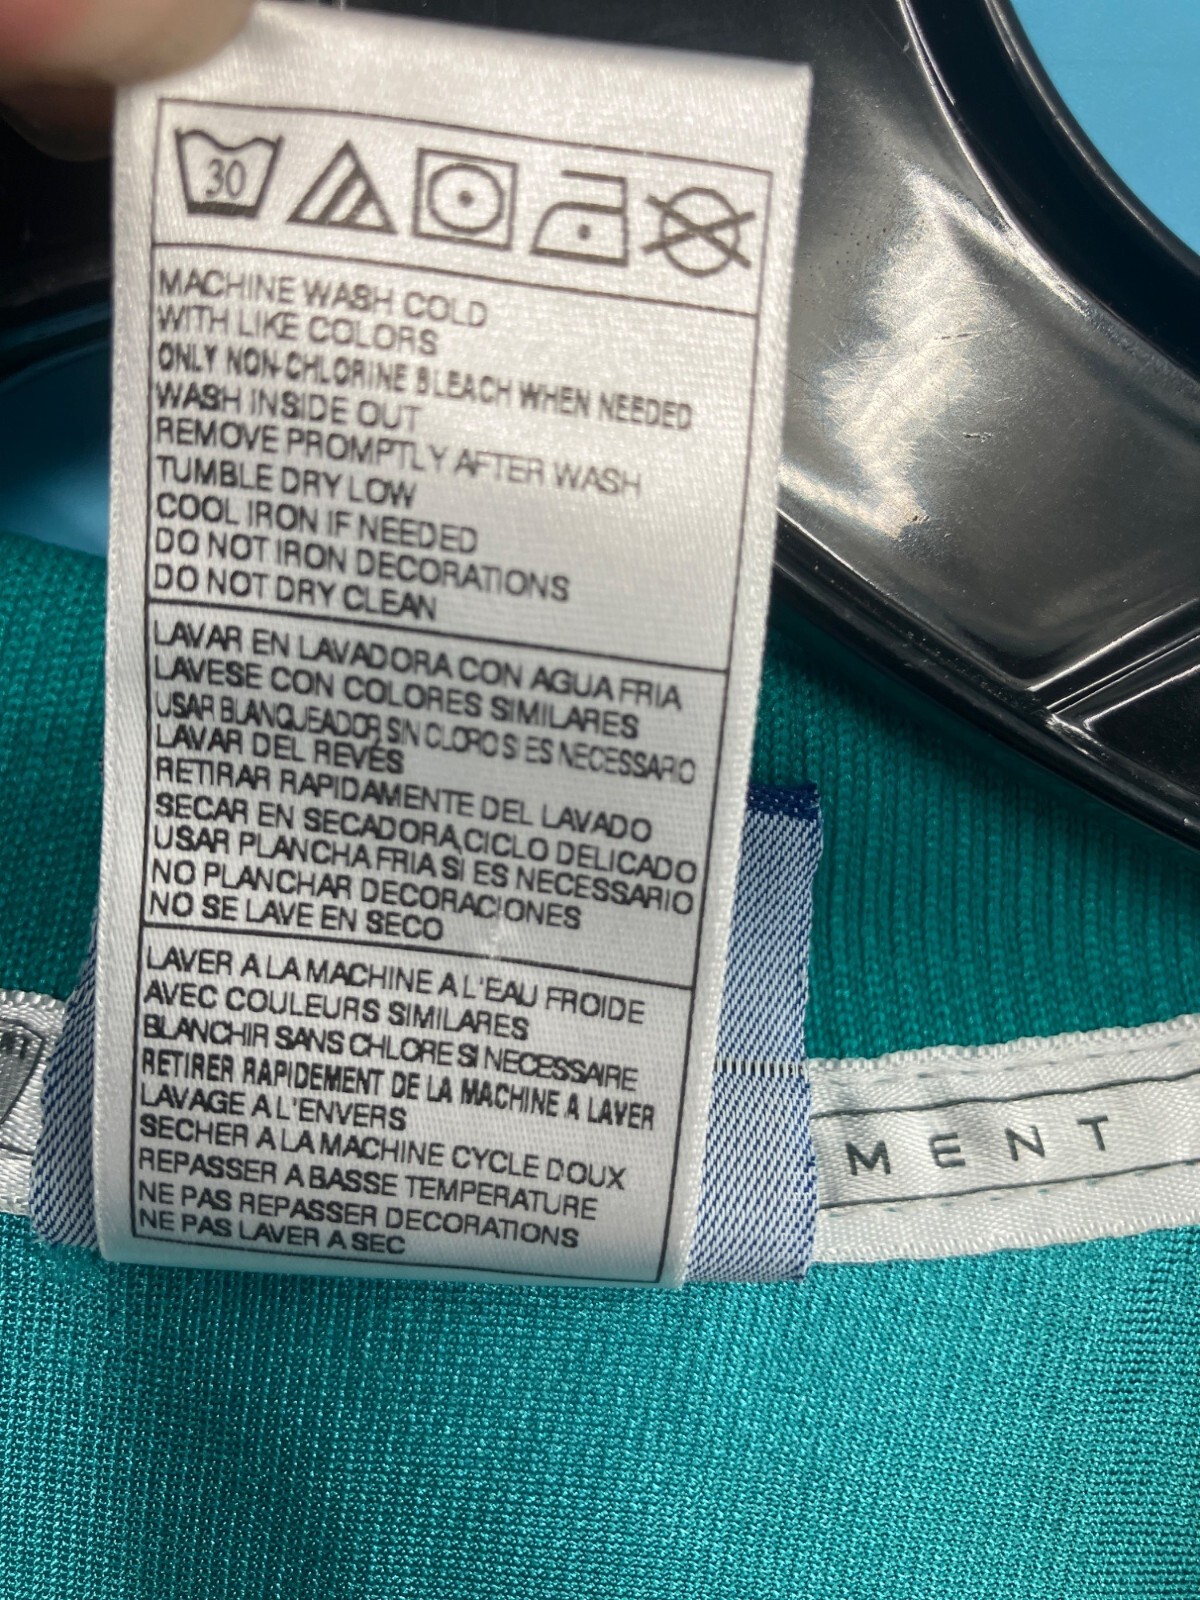 30
MACHINE WASH COLD
WITH LIKE COLORS
ONLY NON-CHLORINE BLEACH WHEN NEEDED
WASH INSIDE OUT
REMOVE PROMPTLY AFTER WASH
TUMBLE DRY LOW
COOL IRON IF NEEDED
DO NOT IRON DECORATIONS
DO NOT DRY CLEAN
LAVAR EN LAVADORA CON AGUA FRIA
LAVESE CON COLORES SIMILARES
USAR BLANQUEADOR SIN CLORO SI ES NECESSARIO
LAVAR DEL REVÉS
RETIRAR RAPIDAMENTE DEL LAVADO
SECAR EN SECADORA, CICLO DELICADO
USAR PLANCHA FRIA SI ES NECESSARIO
NO PLANCHAR DECORACIONES
NO SE LAVE EN SECO
LAVER A LA MACHINE A L'EAU FROIDE
AVEC COULEURS SIMILARES
BLANCHIR SANS CHLORE SI NECESSAIRE
RETIRER RAPIDEMENT DE LA MACHINE A LAVER
LAVAGE A L'ENVERS
SECHER A LA MACHINE CYCLE DOUX
REPASSER A BASSE TEMPERATURE
NE PAS REPASSER DECORATIONS
NE PAS LAVER A SEC
MENT